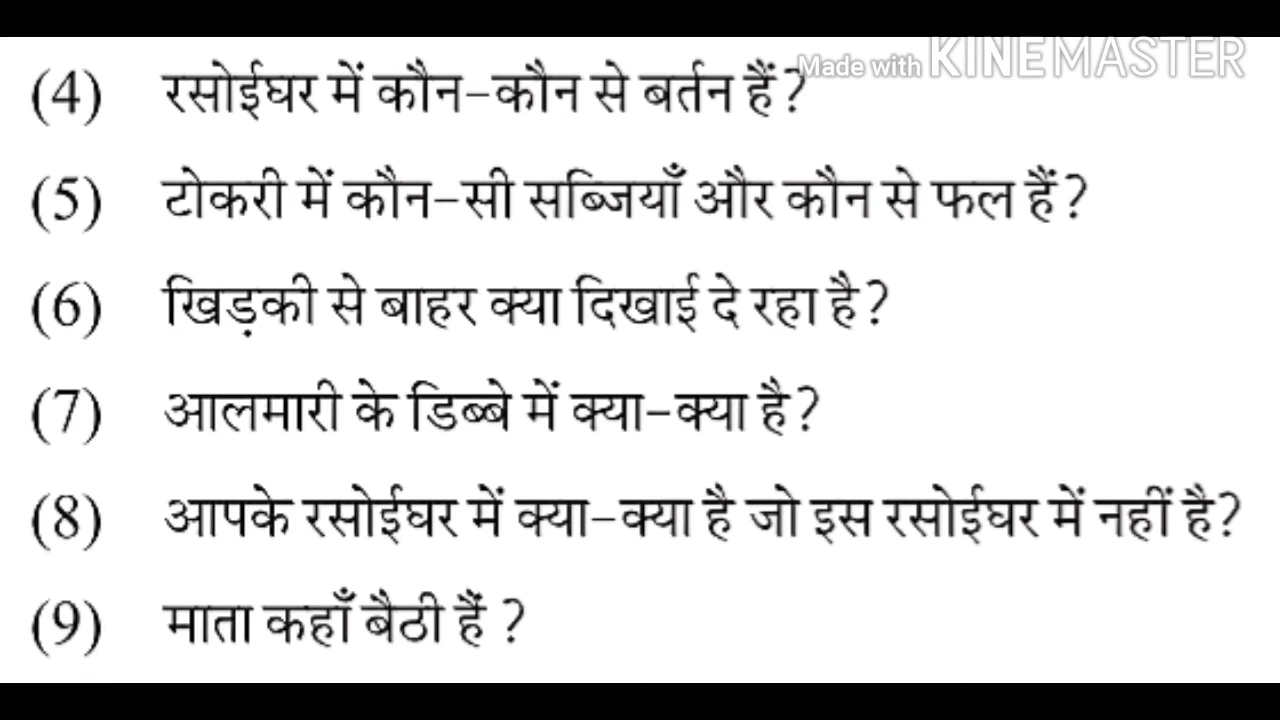 Made with KINEMASTER
(4) रसोईघर में कौन-कौन से बर्तन हैं?
(5) टोकरी में कौन-सी सब्जियाँ और कौन से फल हैं?
(6) खिड़की से बाहर क्या दिखाई दे रहा है?
(7) आलमारी के डिब्बे में क्या-क्या है?
(8) आपके रसोईघर में क्या-क्या है जो इस रसोईघर में नहीं है?
(9) माता कहाँ बैठी हैं ?